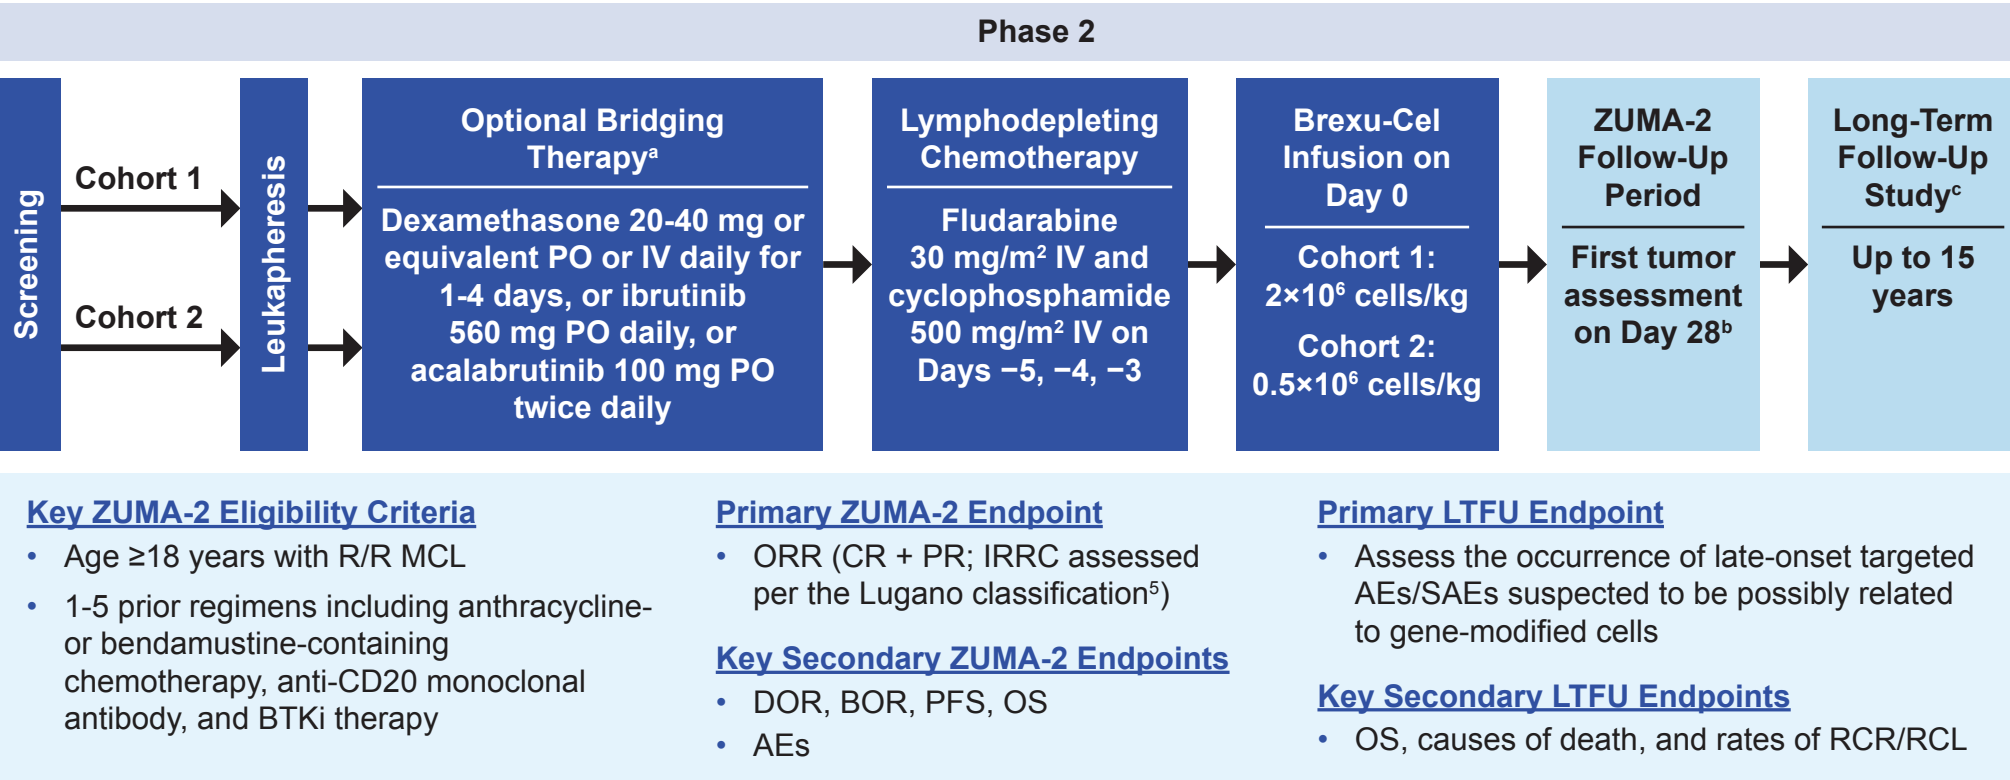 Phase 2
Screening
Cohort 1
Cohort 2
Leukapheresis
Optional Bridging
Therapyᵃ
Dexamethasone 20-40 mg or
equivalent PO or IV daily for
1-4 days, or ibrutinib
560 mg PO daily, or
acalabrutinib 100 mg PO
twice daily
Lymphodepleting
Chemotherapy
Fludarabine
30 mg/m² IV and
cyclophosphamide
500 mg/m² IV on
Days −5, −4, −3
Brexu-Cel
Infusion on
Day 0
Cohort 1:
2×10⁶ cells/kg
Cohort 2:
0.5×10⁶ cells/kg
ZUMA-2
Follow-Up
Period
First tumor
assessment
on Day 28ᵇ
Long-Term
Follow-Up
Studyᶜ
Up to 15
years
Key ZUMA-2 Eligibility Criteria
• Age ≥18 years with R/R MCL
• 1-5 prior regimens including anthracycline-
or bendamustine-containing
chemotherapy, anti-CD20 monoclonal
antibody, and BTKi therapy
Primary ZUMA-2 Endpoint
• ORR (CR + PR; IRRC assessed
per the Lugano classification⁵)
Key Secondary ZUMA-2 Endpoints
• DOR, BOR, PFS, OS
• AEs
Primary LTFU Endpoint
• Assess the occurrence of late-onset targeted
AEs/SAEs suspected to be possibly related
to gene-modified cells
Key Secondary LTFU Endpoints
• OS, causes of death, and rates of RCR/RCL